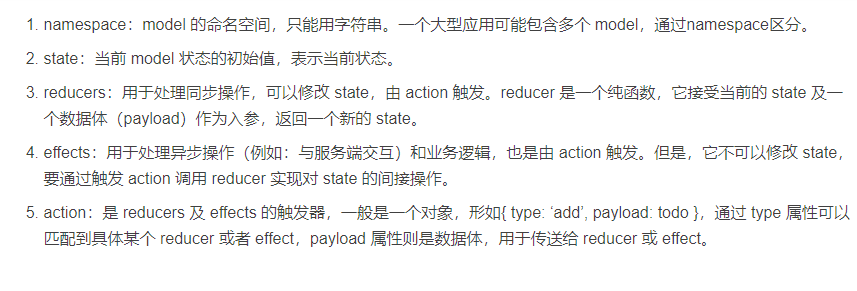 1. namespace：model 的命名空间，只能用字符串。一个大型应用可能包含多个 model，通过namespace区分。
2. state：当前 model 状态的初始值，表示当前状态。
3. reducers：用于处理同步操作，可以修改 state，由 action 触发。reducer 是一个纯函数，它接受当前的 state 及一
个数据体（payload）作为入参，返回一个新的 state。
4. effects：用于处理异步操作（例如：与服务端交互）和业务逻辑，也是由 action 触发。但是，它不可以修改 state，
要通过触发 action 调用 reducer 实现对 state 的间接操作。
5. action：是 reducers 及 effects 的触发器，一般是一个对象，形如{ type: ‘add’, payload: todo }，通过 type 属性可以
匹配到具体某个 reducer 或者 effect，payload 属性则是数据体，用于传送给 reducer 或 effect。